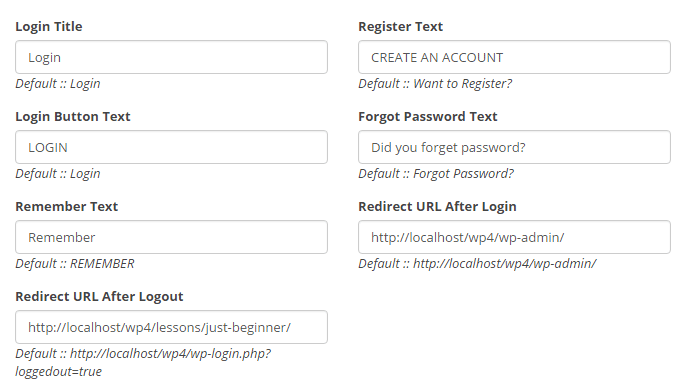 Login Title
Login
Default :: Login
Register Text
CREATE AN ACCOUNT
Default :: Want to Register?
Login Button Text
LOGIN
Default :: Login
Forgot Password Text
Did you forget password?
Default :: Forgot Password?
Remember Text
Remember
Default :: REMEMBER
Redirect URL After Login
http://localhost/wp4/wp-admin/
Default :: http://localhost/wp4/wp-admin/
Redirect URL After Logout
http://localhost/wp4/lessons/just-beginner/
Default :: http://localhost/wp4/wp-login.php?
loggedout=true